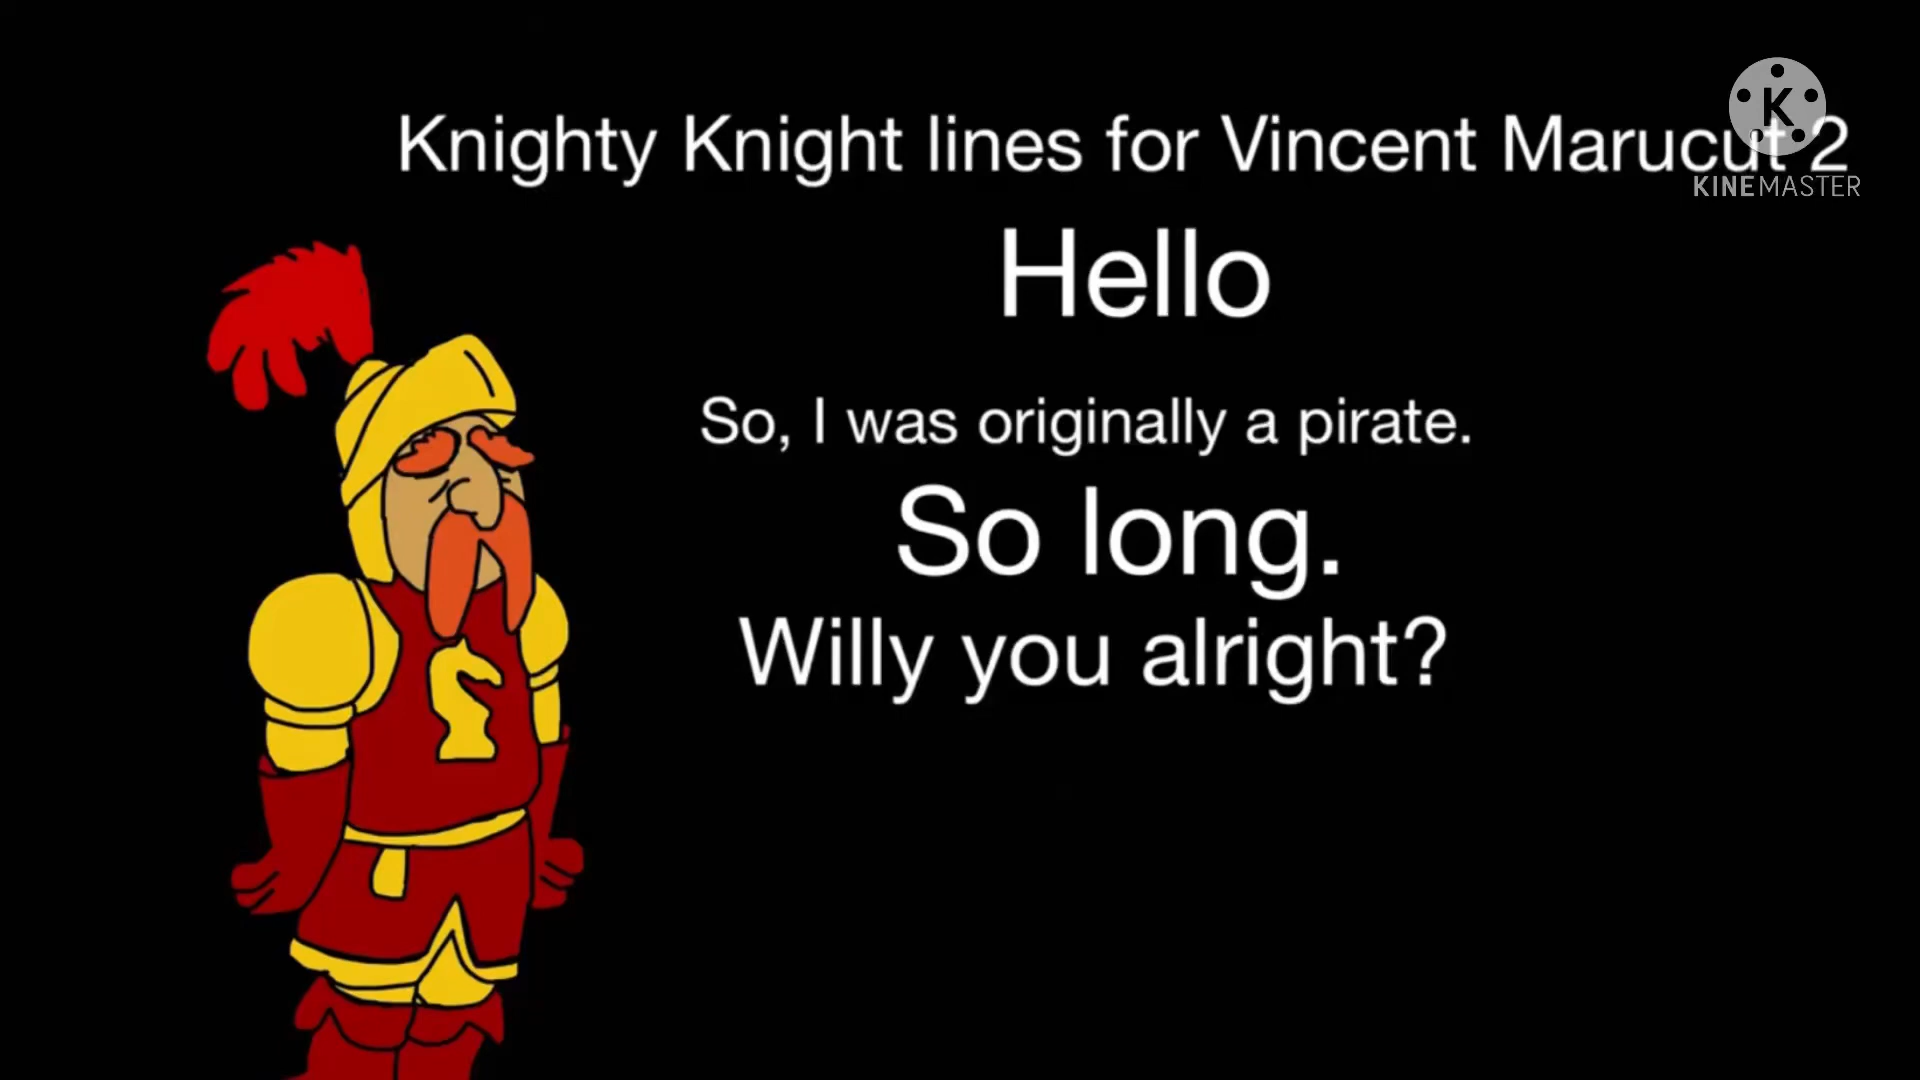 Knighty Knight lines for Vincent Marucut 2
K
KINEMASTER
Hello
So, I was originally a pirate.
So long.
Willy you alright?